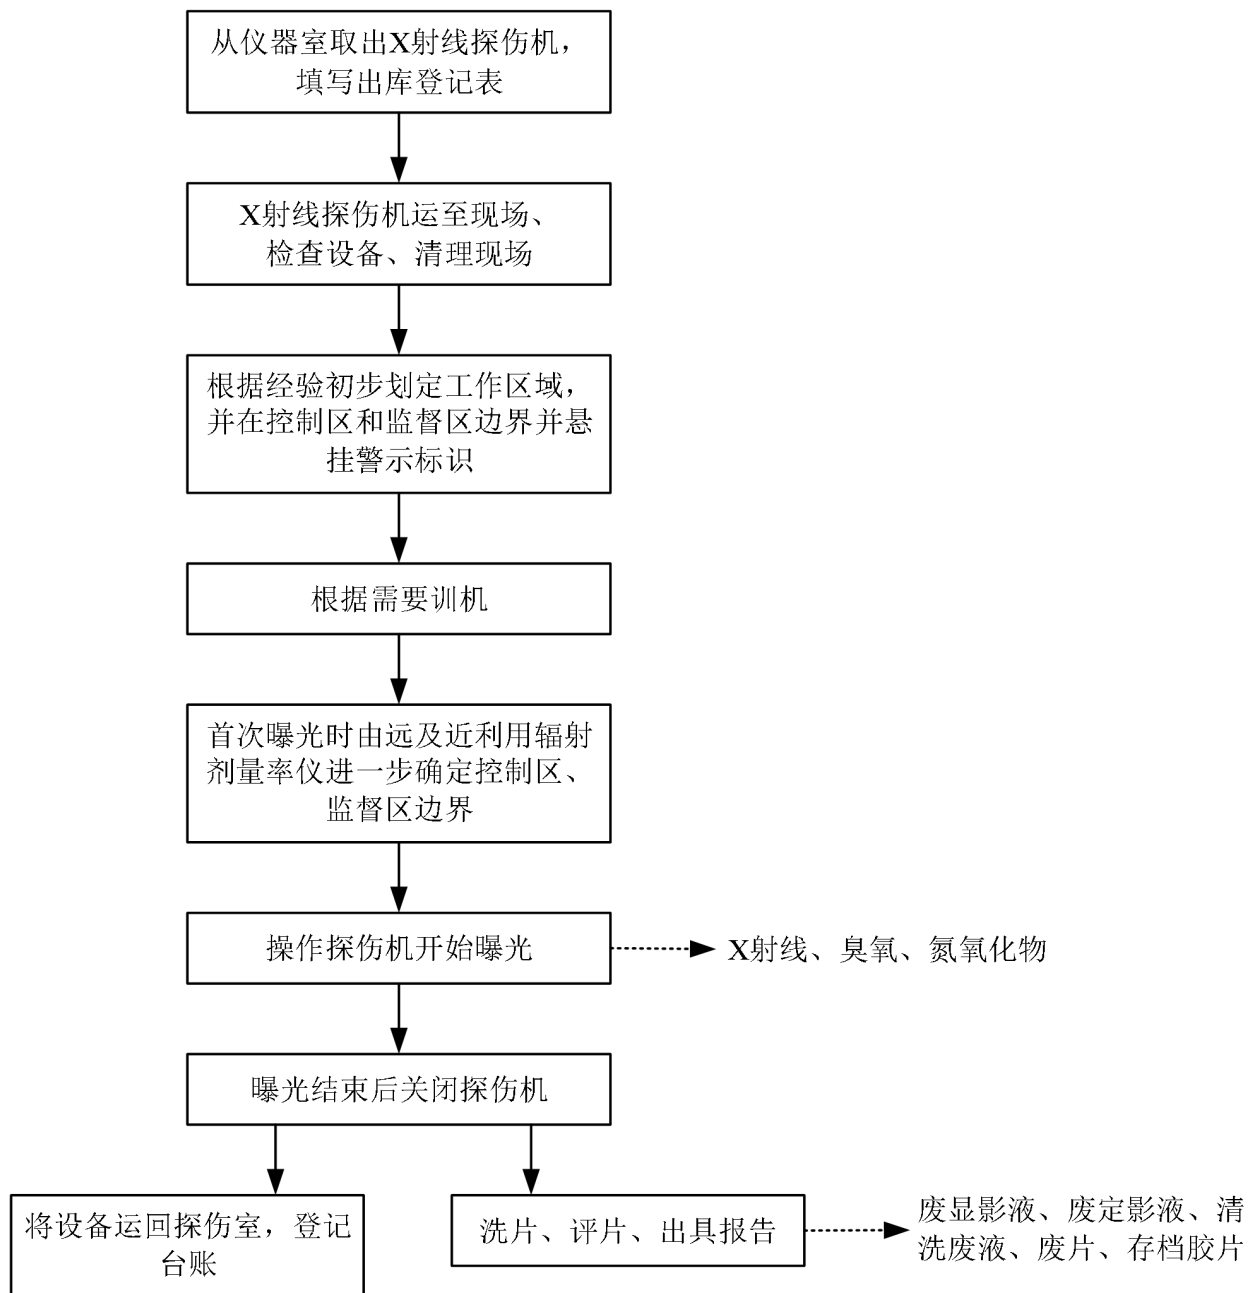 从仪器室取出X射线探伤机，
填写出库登记表
X射线探伤机运至现场、
检查设备、清理现场
根据经验初步划定工作区域，
并在控制区和监督区边界并悬
挂警示标识
根据需要训机
首次曝光时由远及近利用辐射
剂量率仪进一步确定控制区、
监督区边界
操作探伤机开始曝光
X射线、臭氧、氮氧化物
曝光结束后关闭探伤机
将设备运回探伤室，登记
台账
洗片、评片、出具报告
废显影液、废定影液、清
洗废液、废片、存档胶片